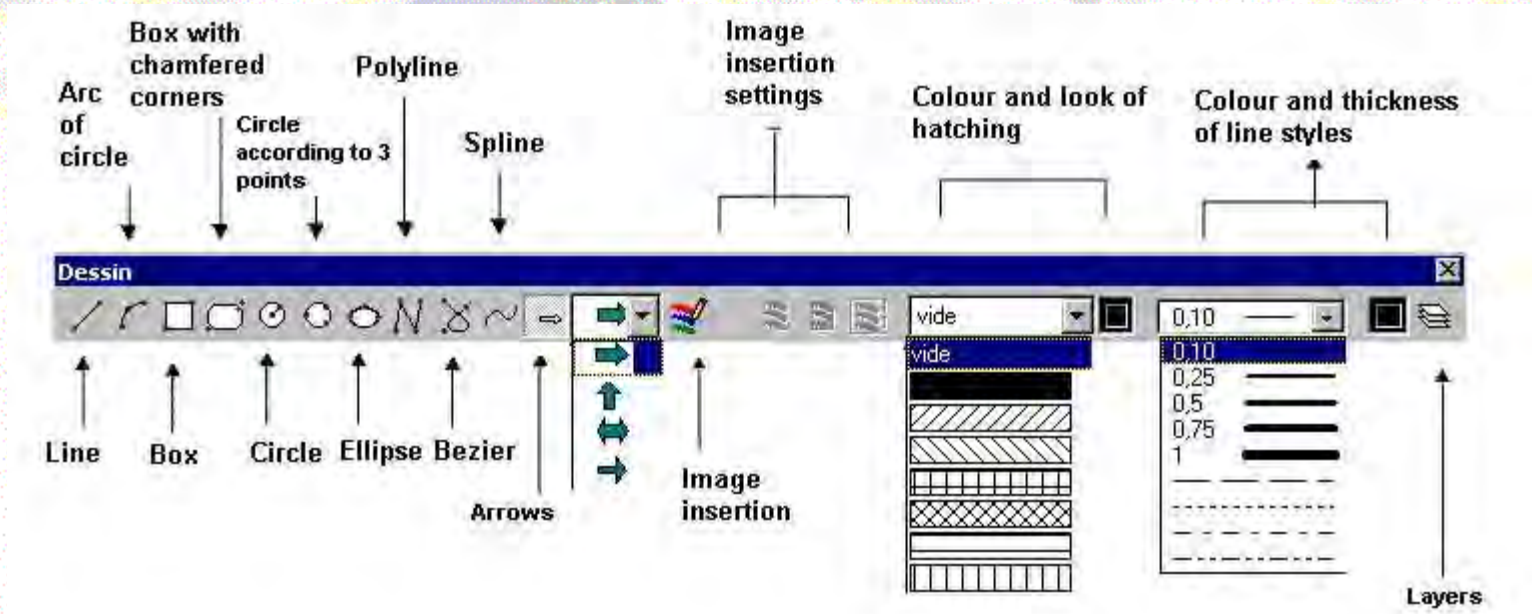 Box with
chamfered
corners
Arc
of
circle
Circle
according to 3
points
Polyline
Spline
Image
insertion
settings
Colour and look of
hatching
Colour and thickness
of line styles
Dessin
vide
0,10
vide
0,10
0,25
0,5
0,75
1
Line
Box
Circle
Ellipse
Bezier
Arrows
Image
insertion
Layers